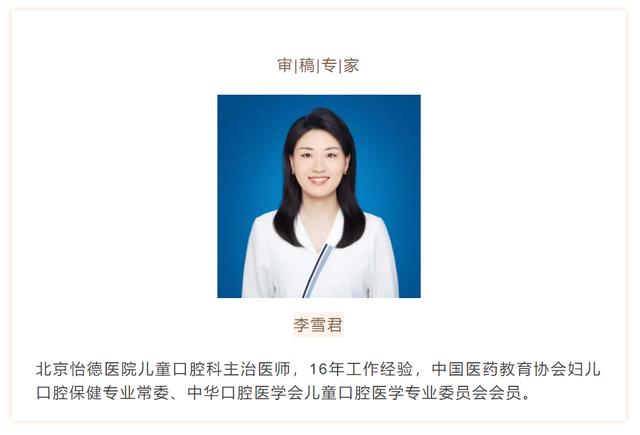 审|稿|专|家
李雪君
北京怡德医院儿童口腔科主治医师，16年工作经验，中国医药教育协会妇儿
口腔保健专业常委、中华口腔医学会儿童口腔医学专业委员会会员。